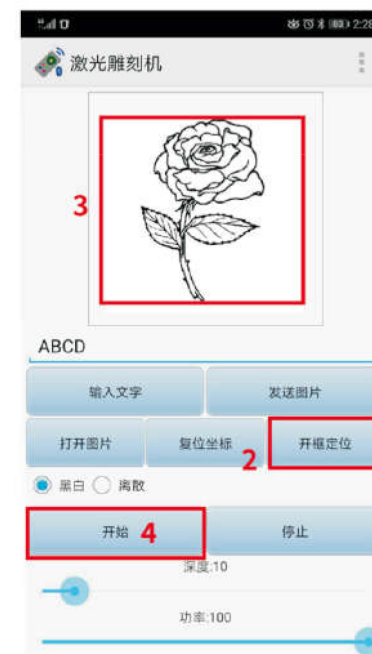 2:28
激光雕刻机
3
ABCD
输入文字 发送图片
打开图片 复位坐标 2 开框定位
黑白 离散
开始 4 停止
深度:10
功率:100